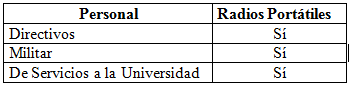 Personal Radios Portátiles
Directivos Sí
Militar Sí
De Servicios a la Universidad Sí